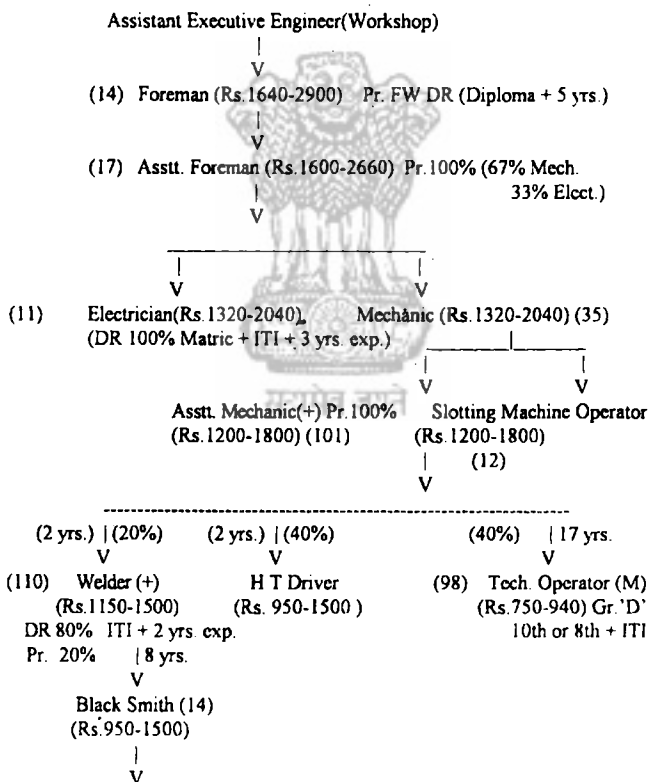 Assistant Executive Engineer(Workshop)
|
V
(14) Foreman (Rs.1640-2900) Pr. FW DR (Diploma + 5 yrs.)
|
V
(17) Asstt. Foreman (Rs.1600-2660) Pr.100% (67% Mech.
| 33% Elect.)
V
V V
(11) Electrician(Rs.1320-2040) Mechanic (Rs.1320-2040) (35)
(DR 100% Matric + ITI + 3 yrs. exp.) |
| |
V V
Asstt. Mechanic(+) Pr.100% Slotting Machine Operator
(Rs.1200-1800) (101) (Rs.1200-1800)
| (12)
V
(2 yrs.) | (20%) (2 yrs.) | (40%) (40%) | 17 yrs.
V V V
(110) Welder (+) H T Driver (98) Tech. Operator (M)
(Rs.1150-1500) (Rs. 950-1500 ) (Rs.750-940) Gr.'D'
DR 80% ITI + 2 yrs. exp. 10th or 8th + ITI
Pr. 20% | 8 yrs.
V
Black Smith (14)
(Rs.950-1500)
|
V